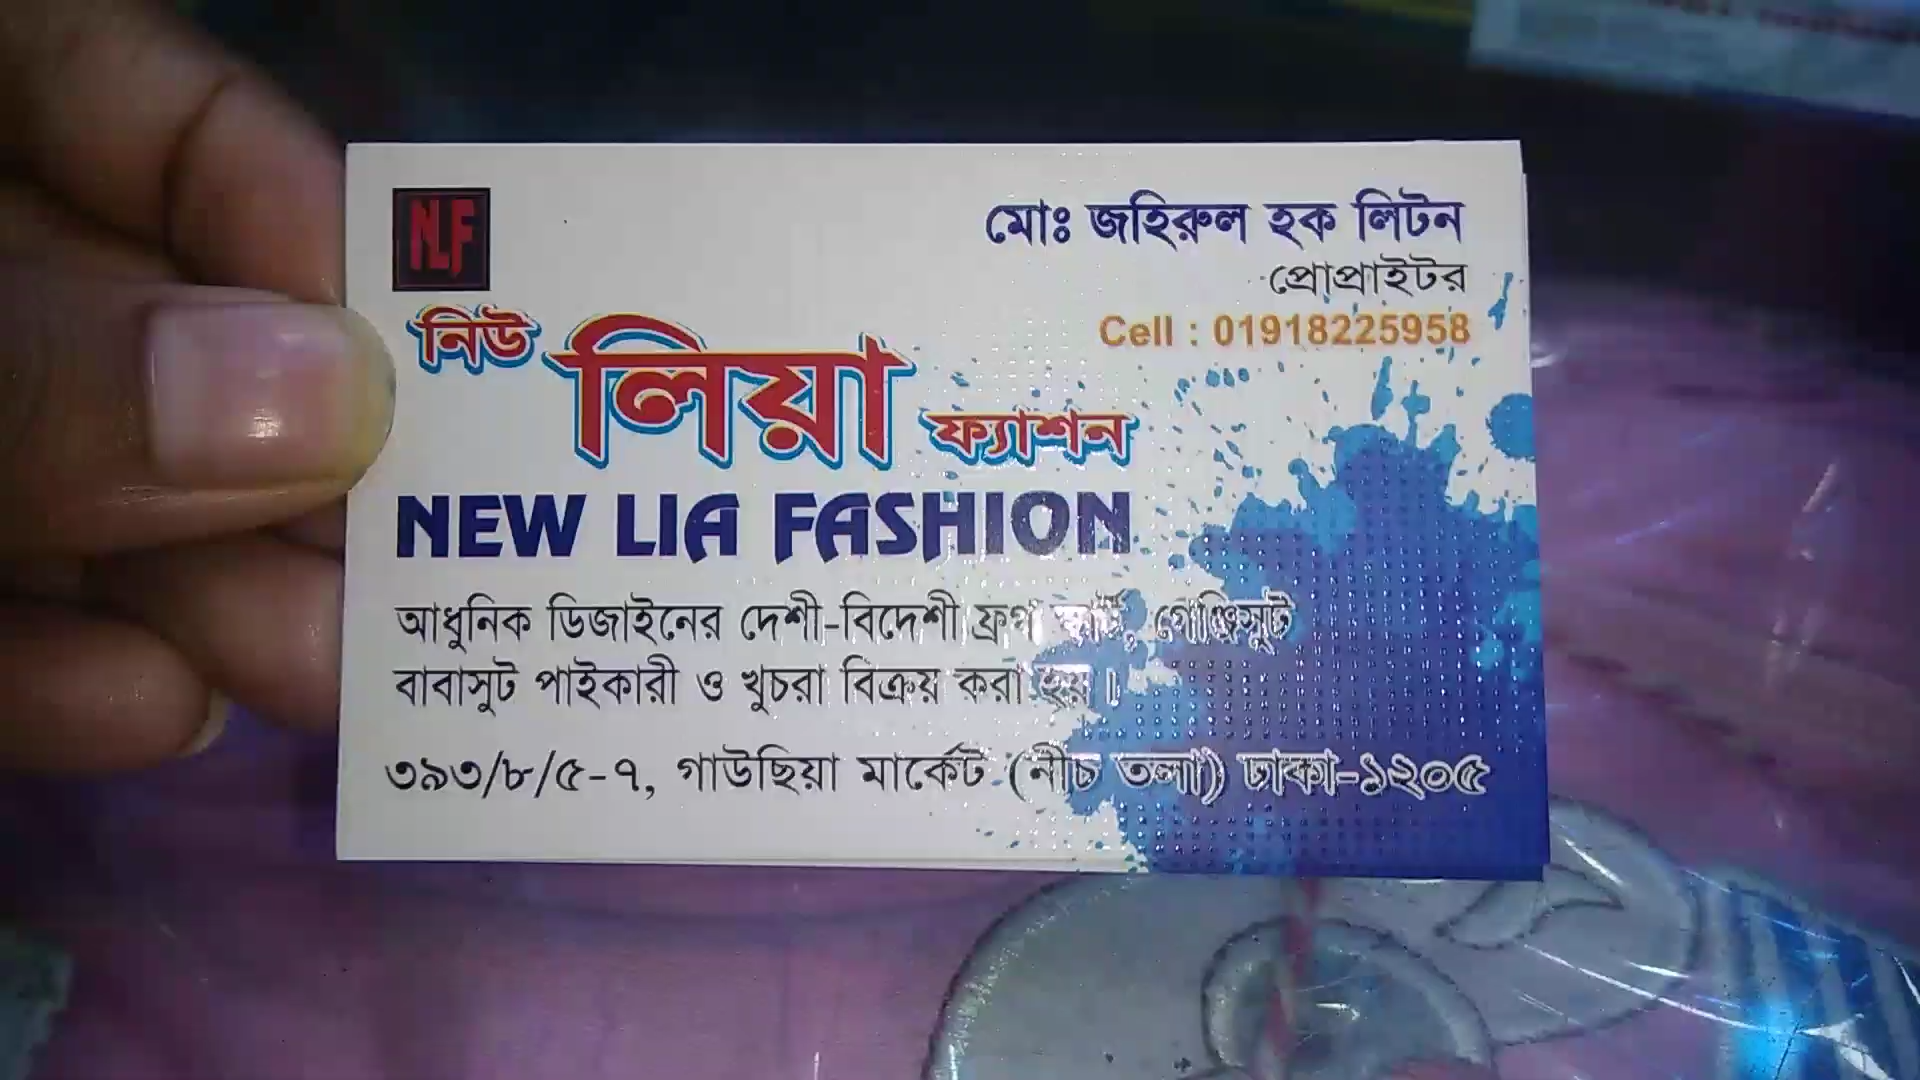 NLF
মোঃ জহিরুল হক লিটন
প্রোপ্রাইটর
Cell : 01918225958
নিউ লিয়া ফ্যাশন
NEW LIA FASHION
আধুনিক ডিজাইনের দেশী-বিদেশী ফ্রগ স্কার্ট, গেঞ্জিসুট
বাবাসুট পাইকারী ও খুচরা বিক্রয় করা হয়।
৩৯৩/৮/৫-৭, গাউছিয়া মার্কেট (নীচ তলা) ঢাকা-১২০৫